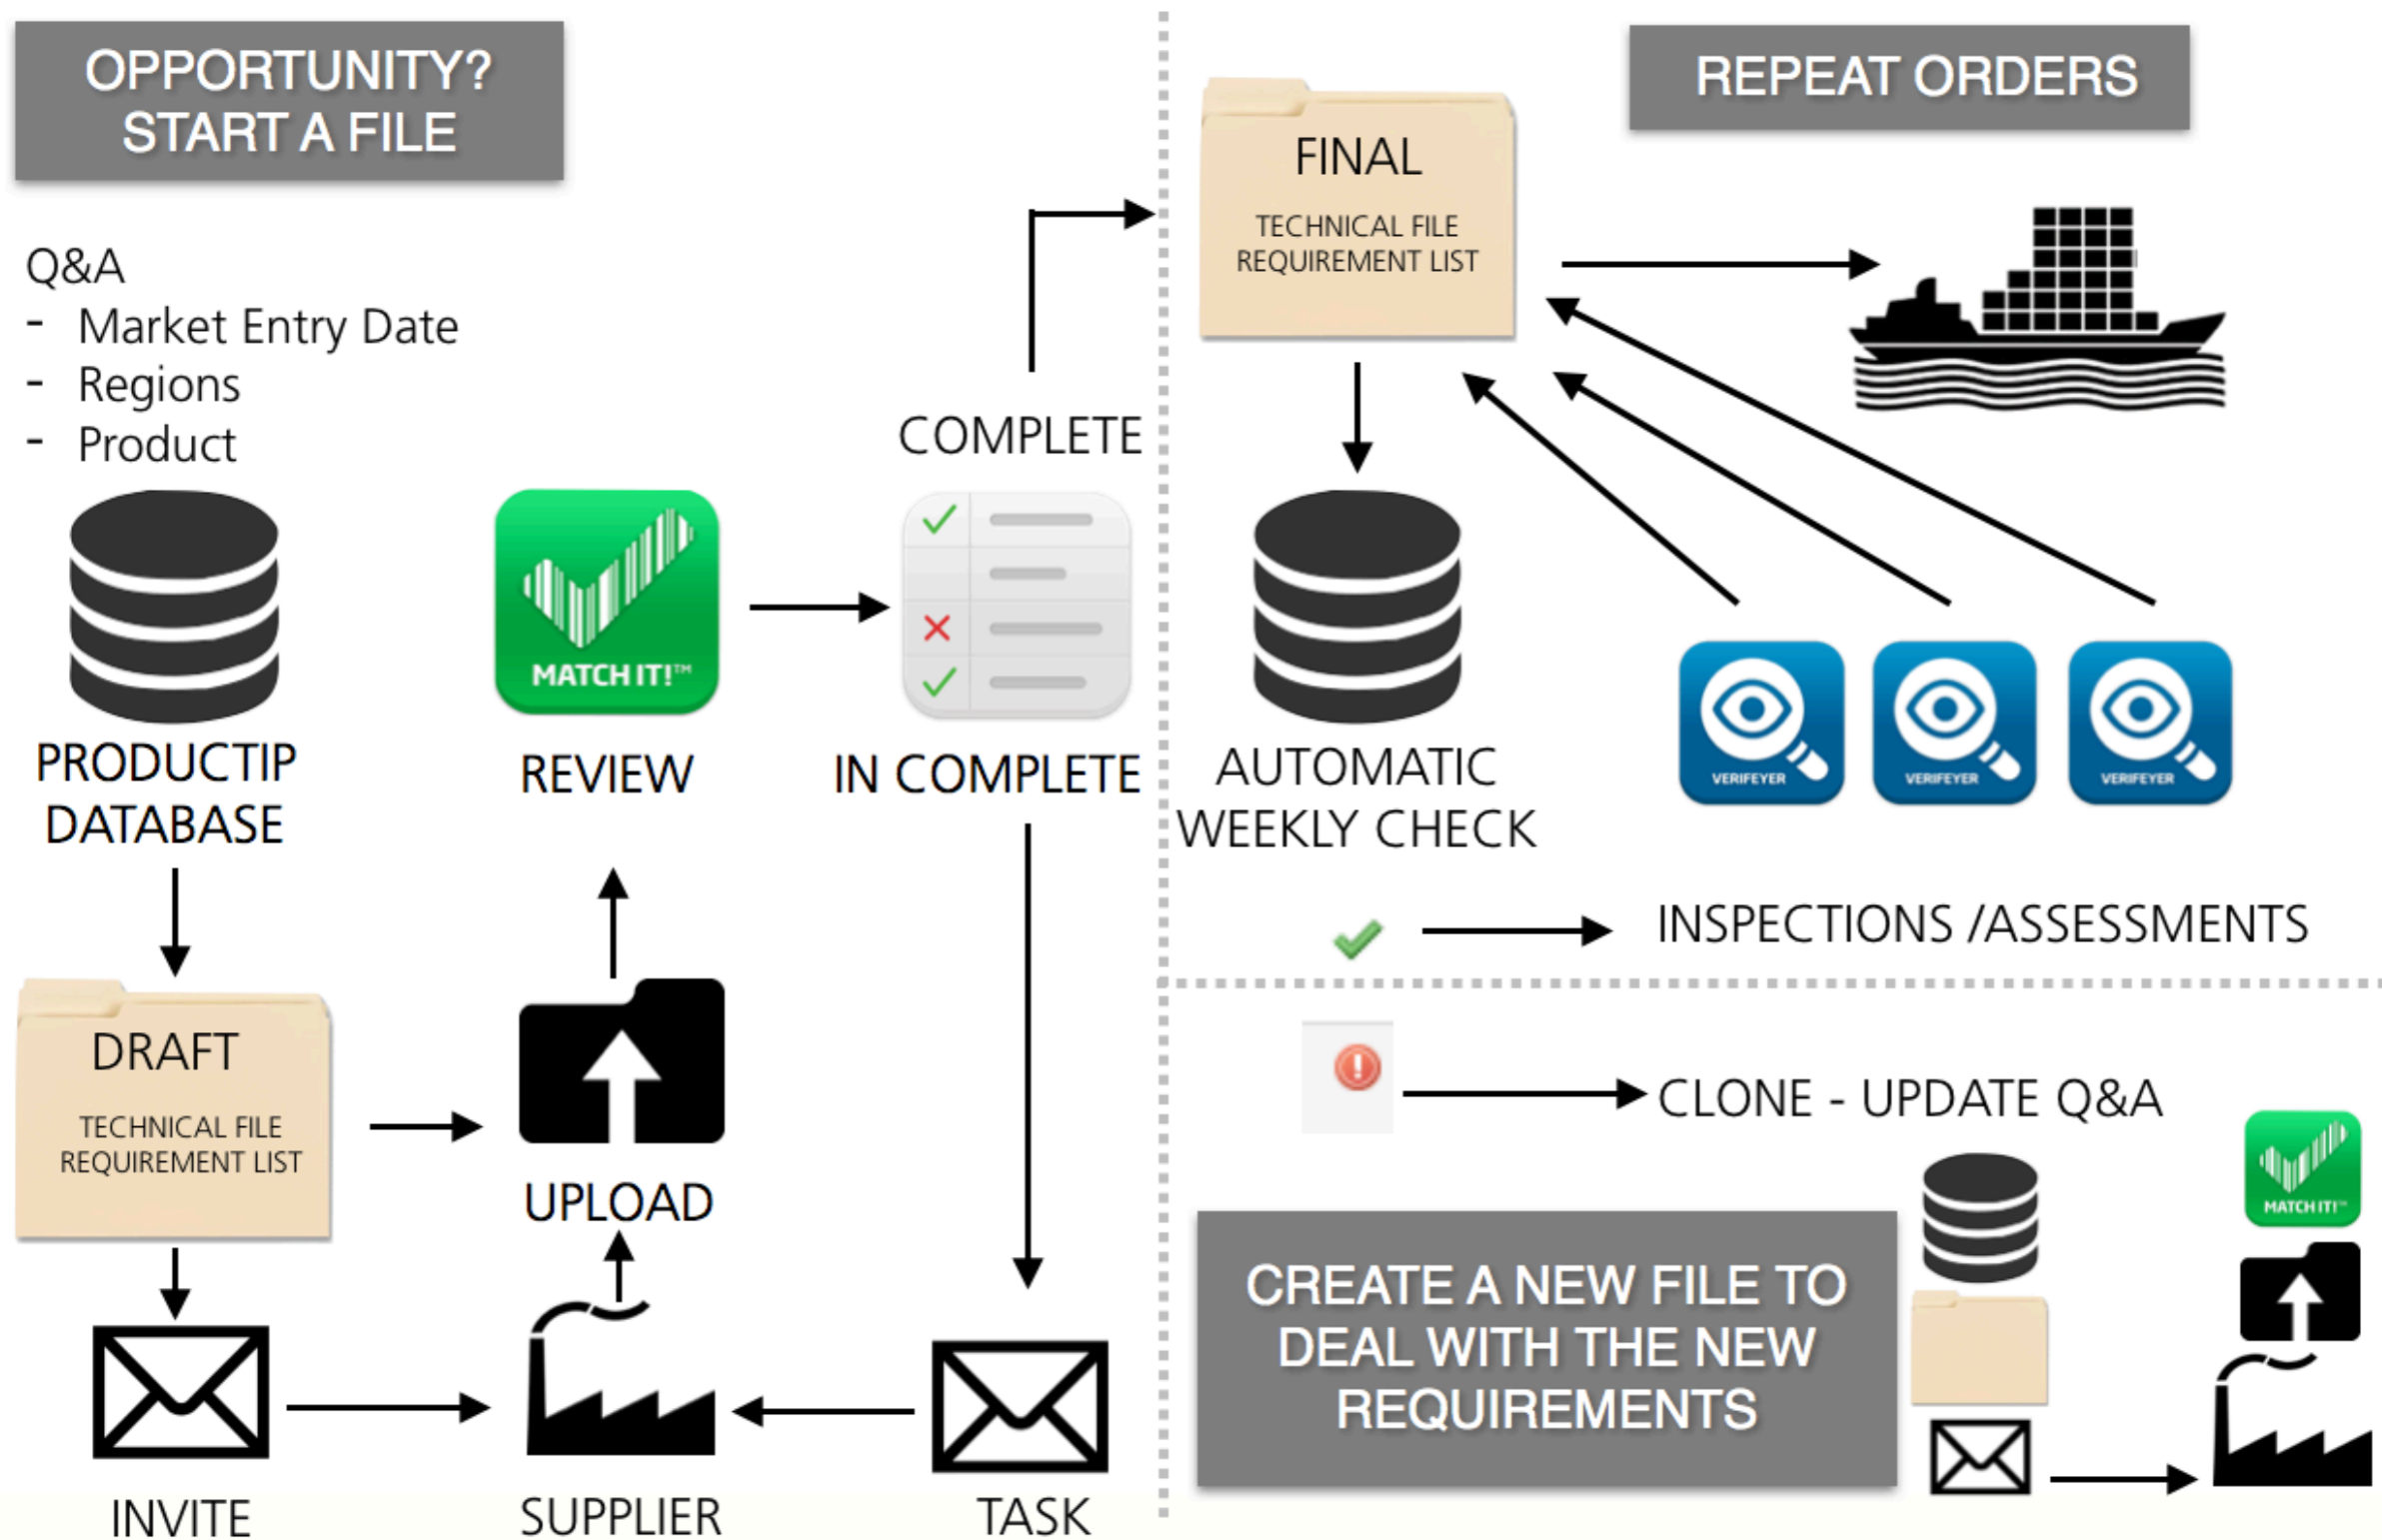 OPPORTUNITY?
START A FILE
Q&A
- Market Entry Date
- Regions
- Product
PRODUCTIP
DATABASE
DRAFT
TECHNICAL FILE
REQUIREMENT LIST
INVITE
MATCH IT!™
REVIEW
UPLOAD
SUPPLIER
COMPLETE
IN COMPLETE
TASK
REPEAT ORDERS
FINAL
TECHNICAL FILE
REQUIREMENT LIST
AUTOMATIC
WEEKLY CHECK
VERIFEYER
VERIFEYER
VERIFEYER
INSPECTIONS /ASSESSMENTS
CLONE - UPDATE Q&A
MATCH IT!™
CREATE A NEW FILE TO
DEAL WITH THE NEW
REQUIREMENTS